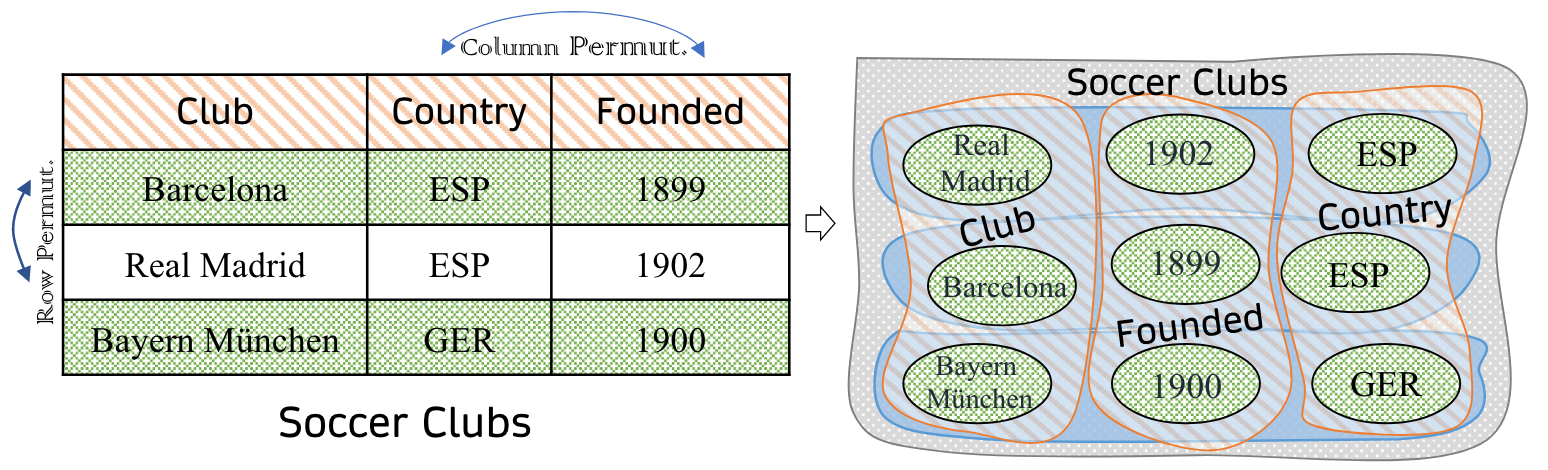 Column Permut.
Club Country Founded
Row Permut.
Barcelona ESP 1899
Real Madrid ESP 1902
Bayern München GER 1900
Soccer Clubs
Soccer Clubs
Real
Madrid
1902
ESP
Club
Country
Barcelona
1899
ESP
Founded
Bayern
München
1900
GER